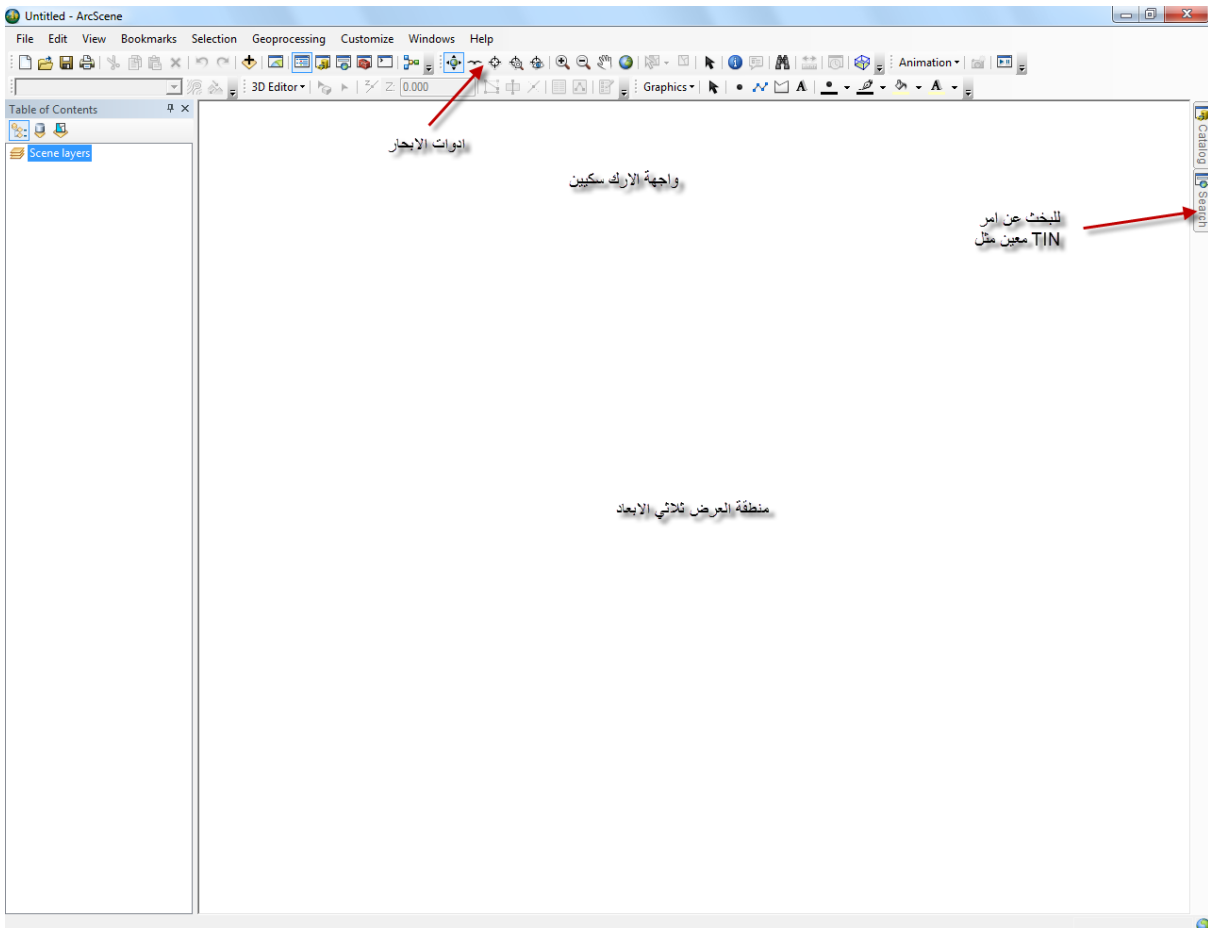 Untitled - ArcScene
File Edit View Bookmarks Selection Geoprocessing Customize Windows Help
Animation
3D Editor Z: 0.000 Graphics A A
Table of Contents
Scene layers
ادوات الابحار
واجهة الارك سكيين
للبخث عن امر
معين مثل TIN
منطقة العرض ثلاثي الابعاد
Catalog
Search